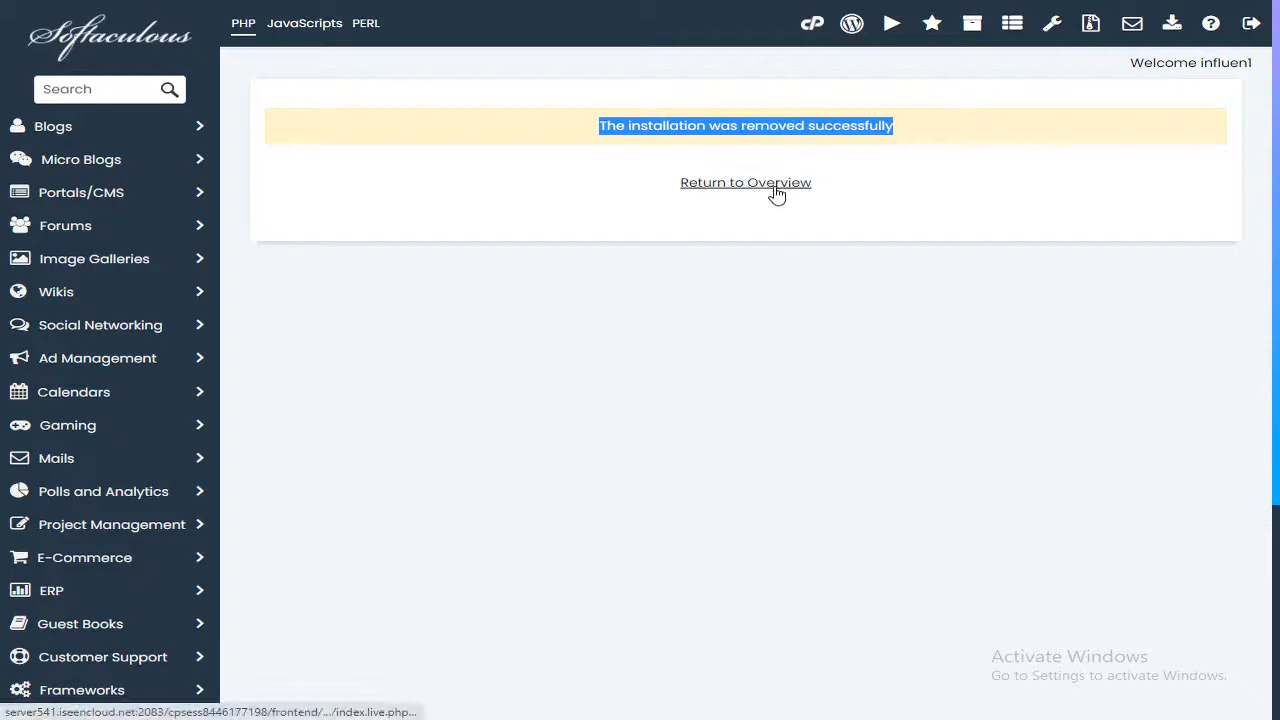 Softaculous
PHP JavaScripts PERL
cP
Welcome influen1
Search
Blogs
Micro Blogs
Portals/CMS
Forums
Image Galleries
Wikis
Social Networking
Ad Management
Calendars
Gaming
Mails
Polls and Analytics
Project Management
E-Commerce
ERP
Guest Books
Customer Support
Frameworks
The installation was removed successfully
Return to Overview
Activate Windows
Go to Settings to activate Windows.
server541.iseencloud.net:2083/cpsess8446177198/frontend/.../index.live.php...